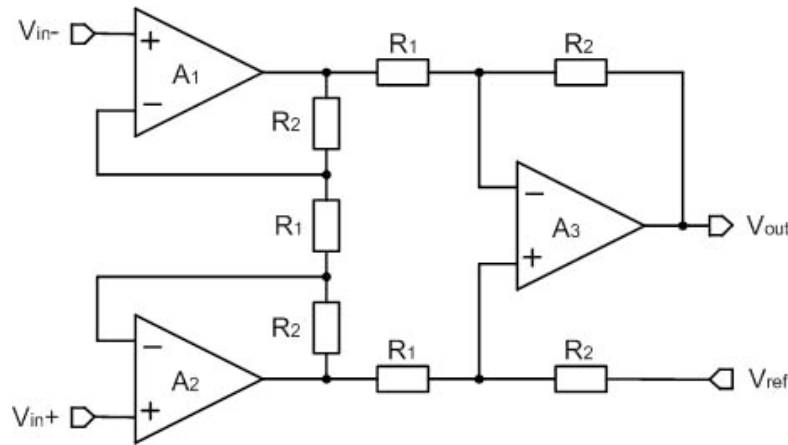 Vin-
+
A1
−
R1
R2
R2
R1
−
A3
+
Vout
R2
−
A2
+
R1
R2
Vref
Vin+